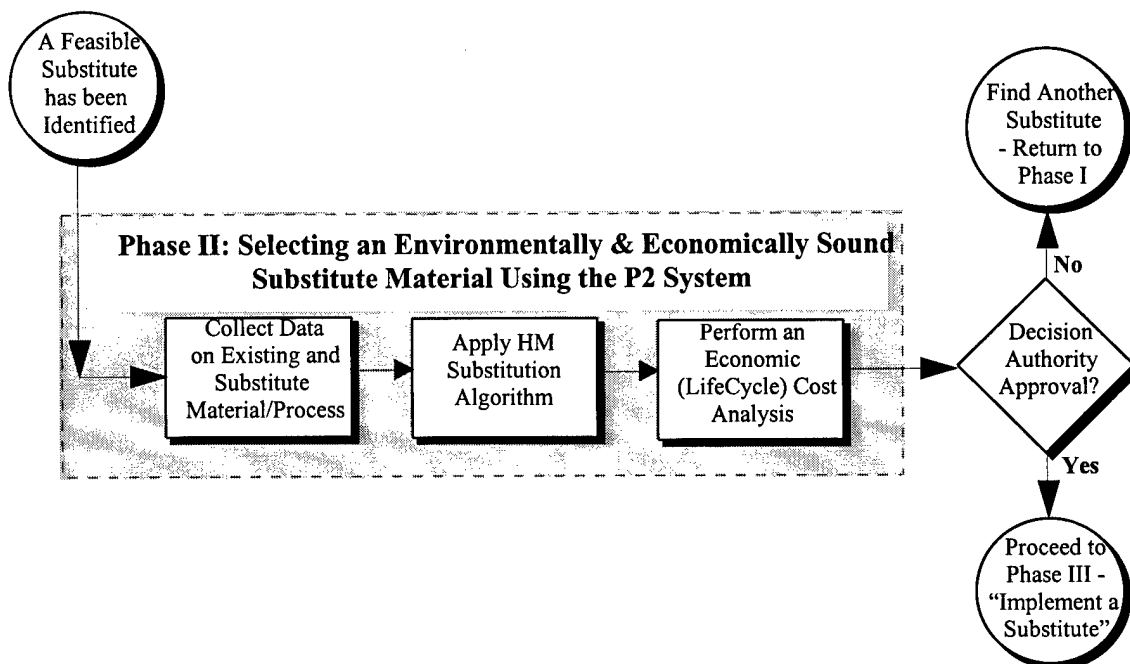 A Feasible
Substitute
has been
Identified
Find Another
Substitute
- Return to
Phase I
Phase II: Selecting an Environmentally & Economically Sound
Substitute Material Using the P2 System
No
Collect Data
on Existing and
Substitute
Material/Process
Apply HM
Substitution
Algorithm
Perform an
Economic
(LifeCycle) Cost
Analysis
Decision
Authority
Approval?
Yes
Proceed to
Phase III -
“Implement a
Substitute”